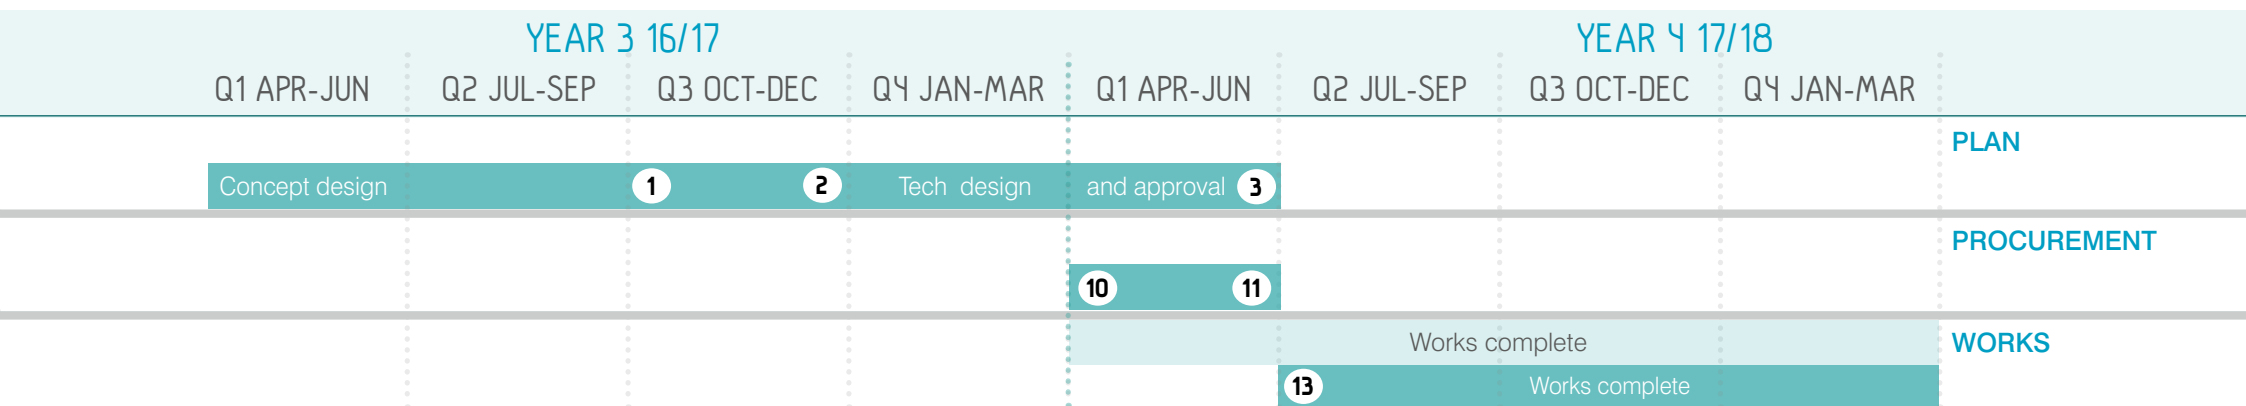 YEAR 3 16/17 YEAR 4 17/18
Q1 APR-JUN Q2 JUL-SEP Q3 OCT-DEC Q4 JAN-MAR Q1 APR-JUN Q2 JUL-SEP Q3 OCT-DEC Q4 JAN-MAR
PLAN
Concept design 1 2 Tech design and approval 3
PROCUREMENT
10 11
Works complete WORKS
13 Works complete